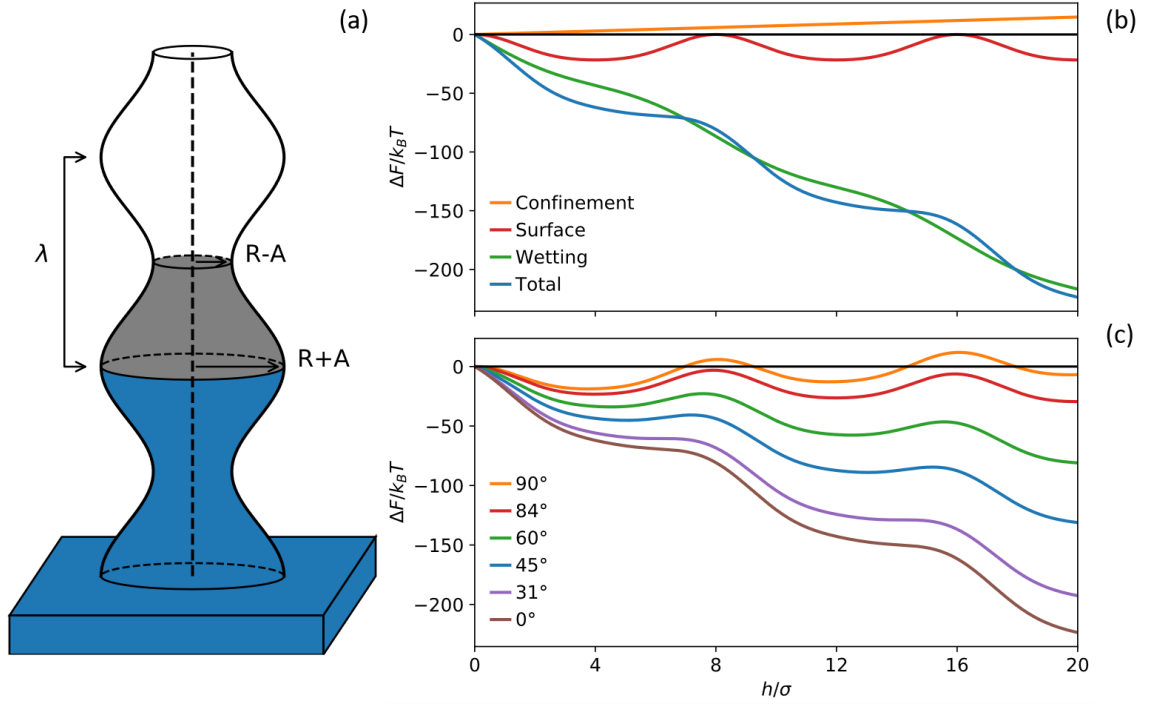 (a)
λ
R-A
R+A
(b)
0
−50
−100
−150
−200
ΔF/k_BT
Confinement
Surface
Wetting
Total
(c)
0
−50
−100
−150
−200
ΔF/k_BT
90°
84°
60°
45°
31°
0°
0 4 8 12 16 20
h/σ